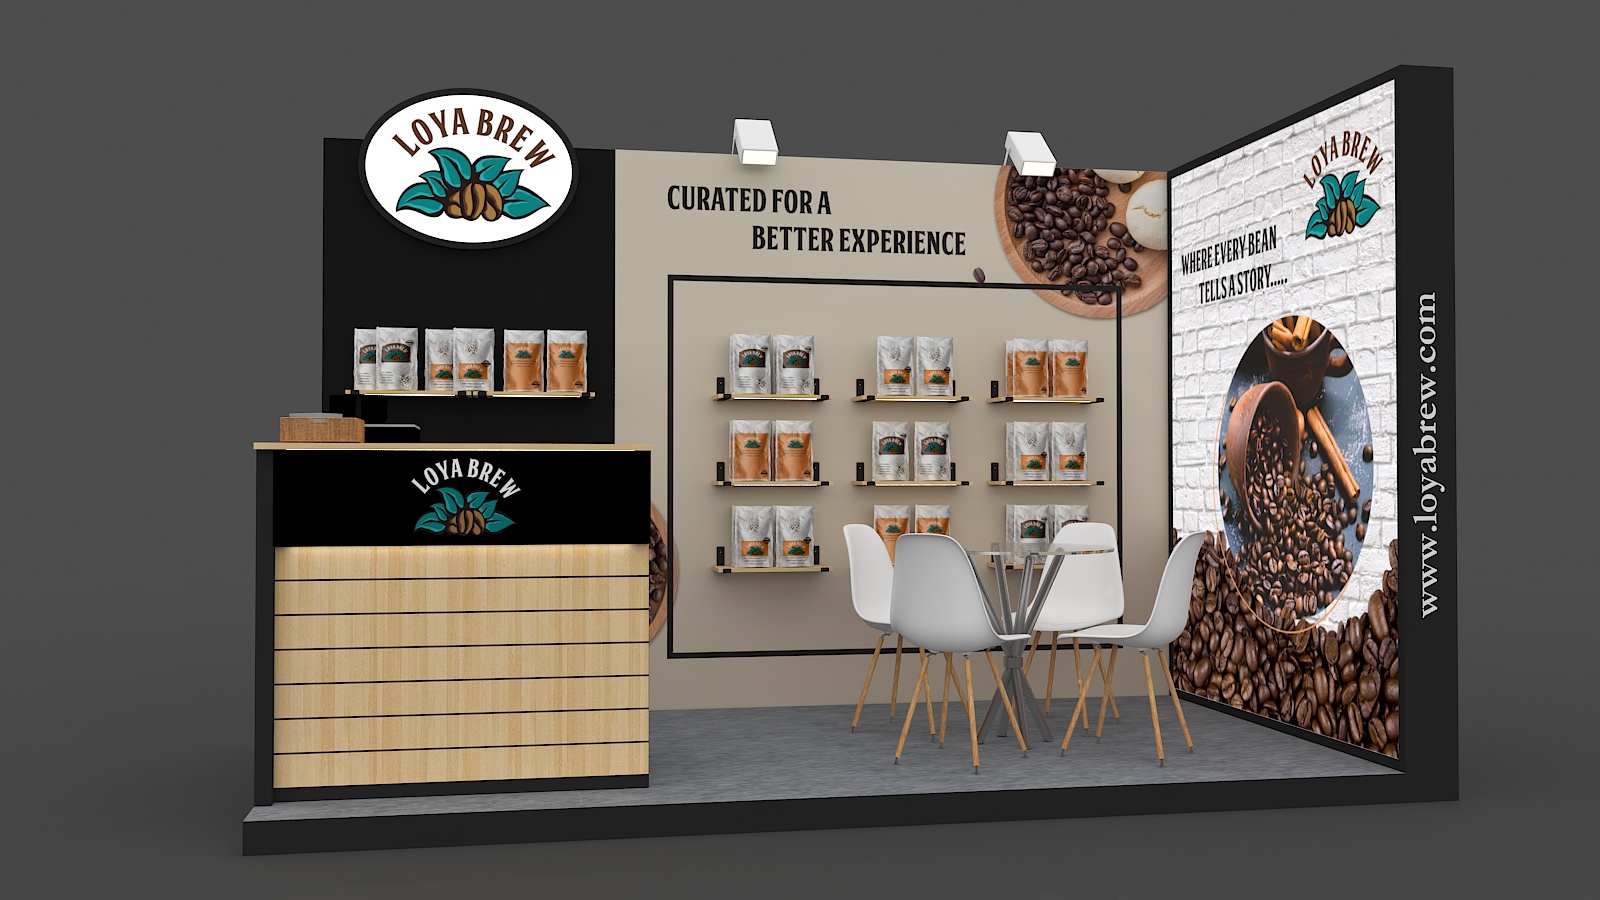 LOYA BREW
CURATED FOR A
BETTER EXPERIENCE
LOYA BREW
WHERE EVERY BEAN
TELLS A STORY.....
www.loyabrew.com
LOYA BREW